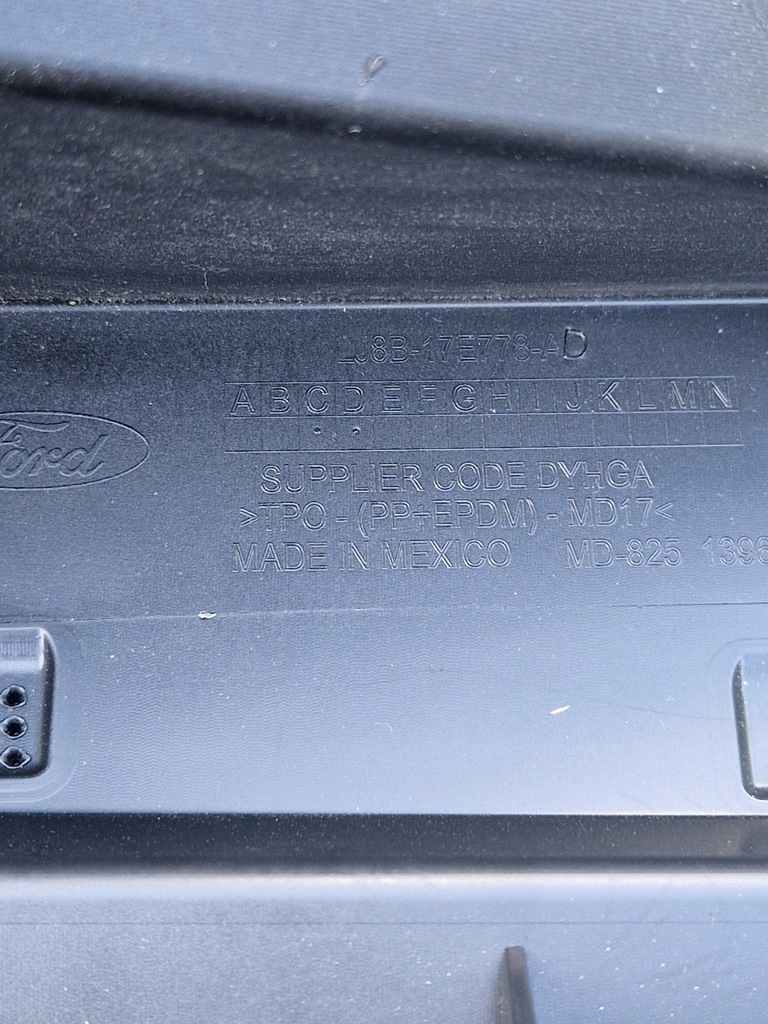 LJ8B-17E778-AD
A B C D E F G H I J K L M N
Ford
SUPPLIER CODE DYHGA
>TPO - (PP+EPDM) - MD17<
MADE IN MEXICO MD-825 1396